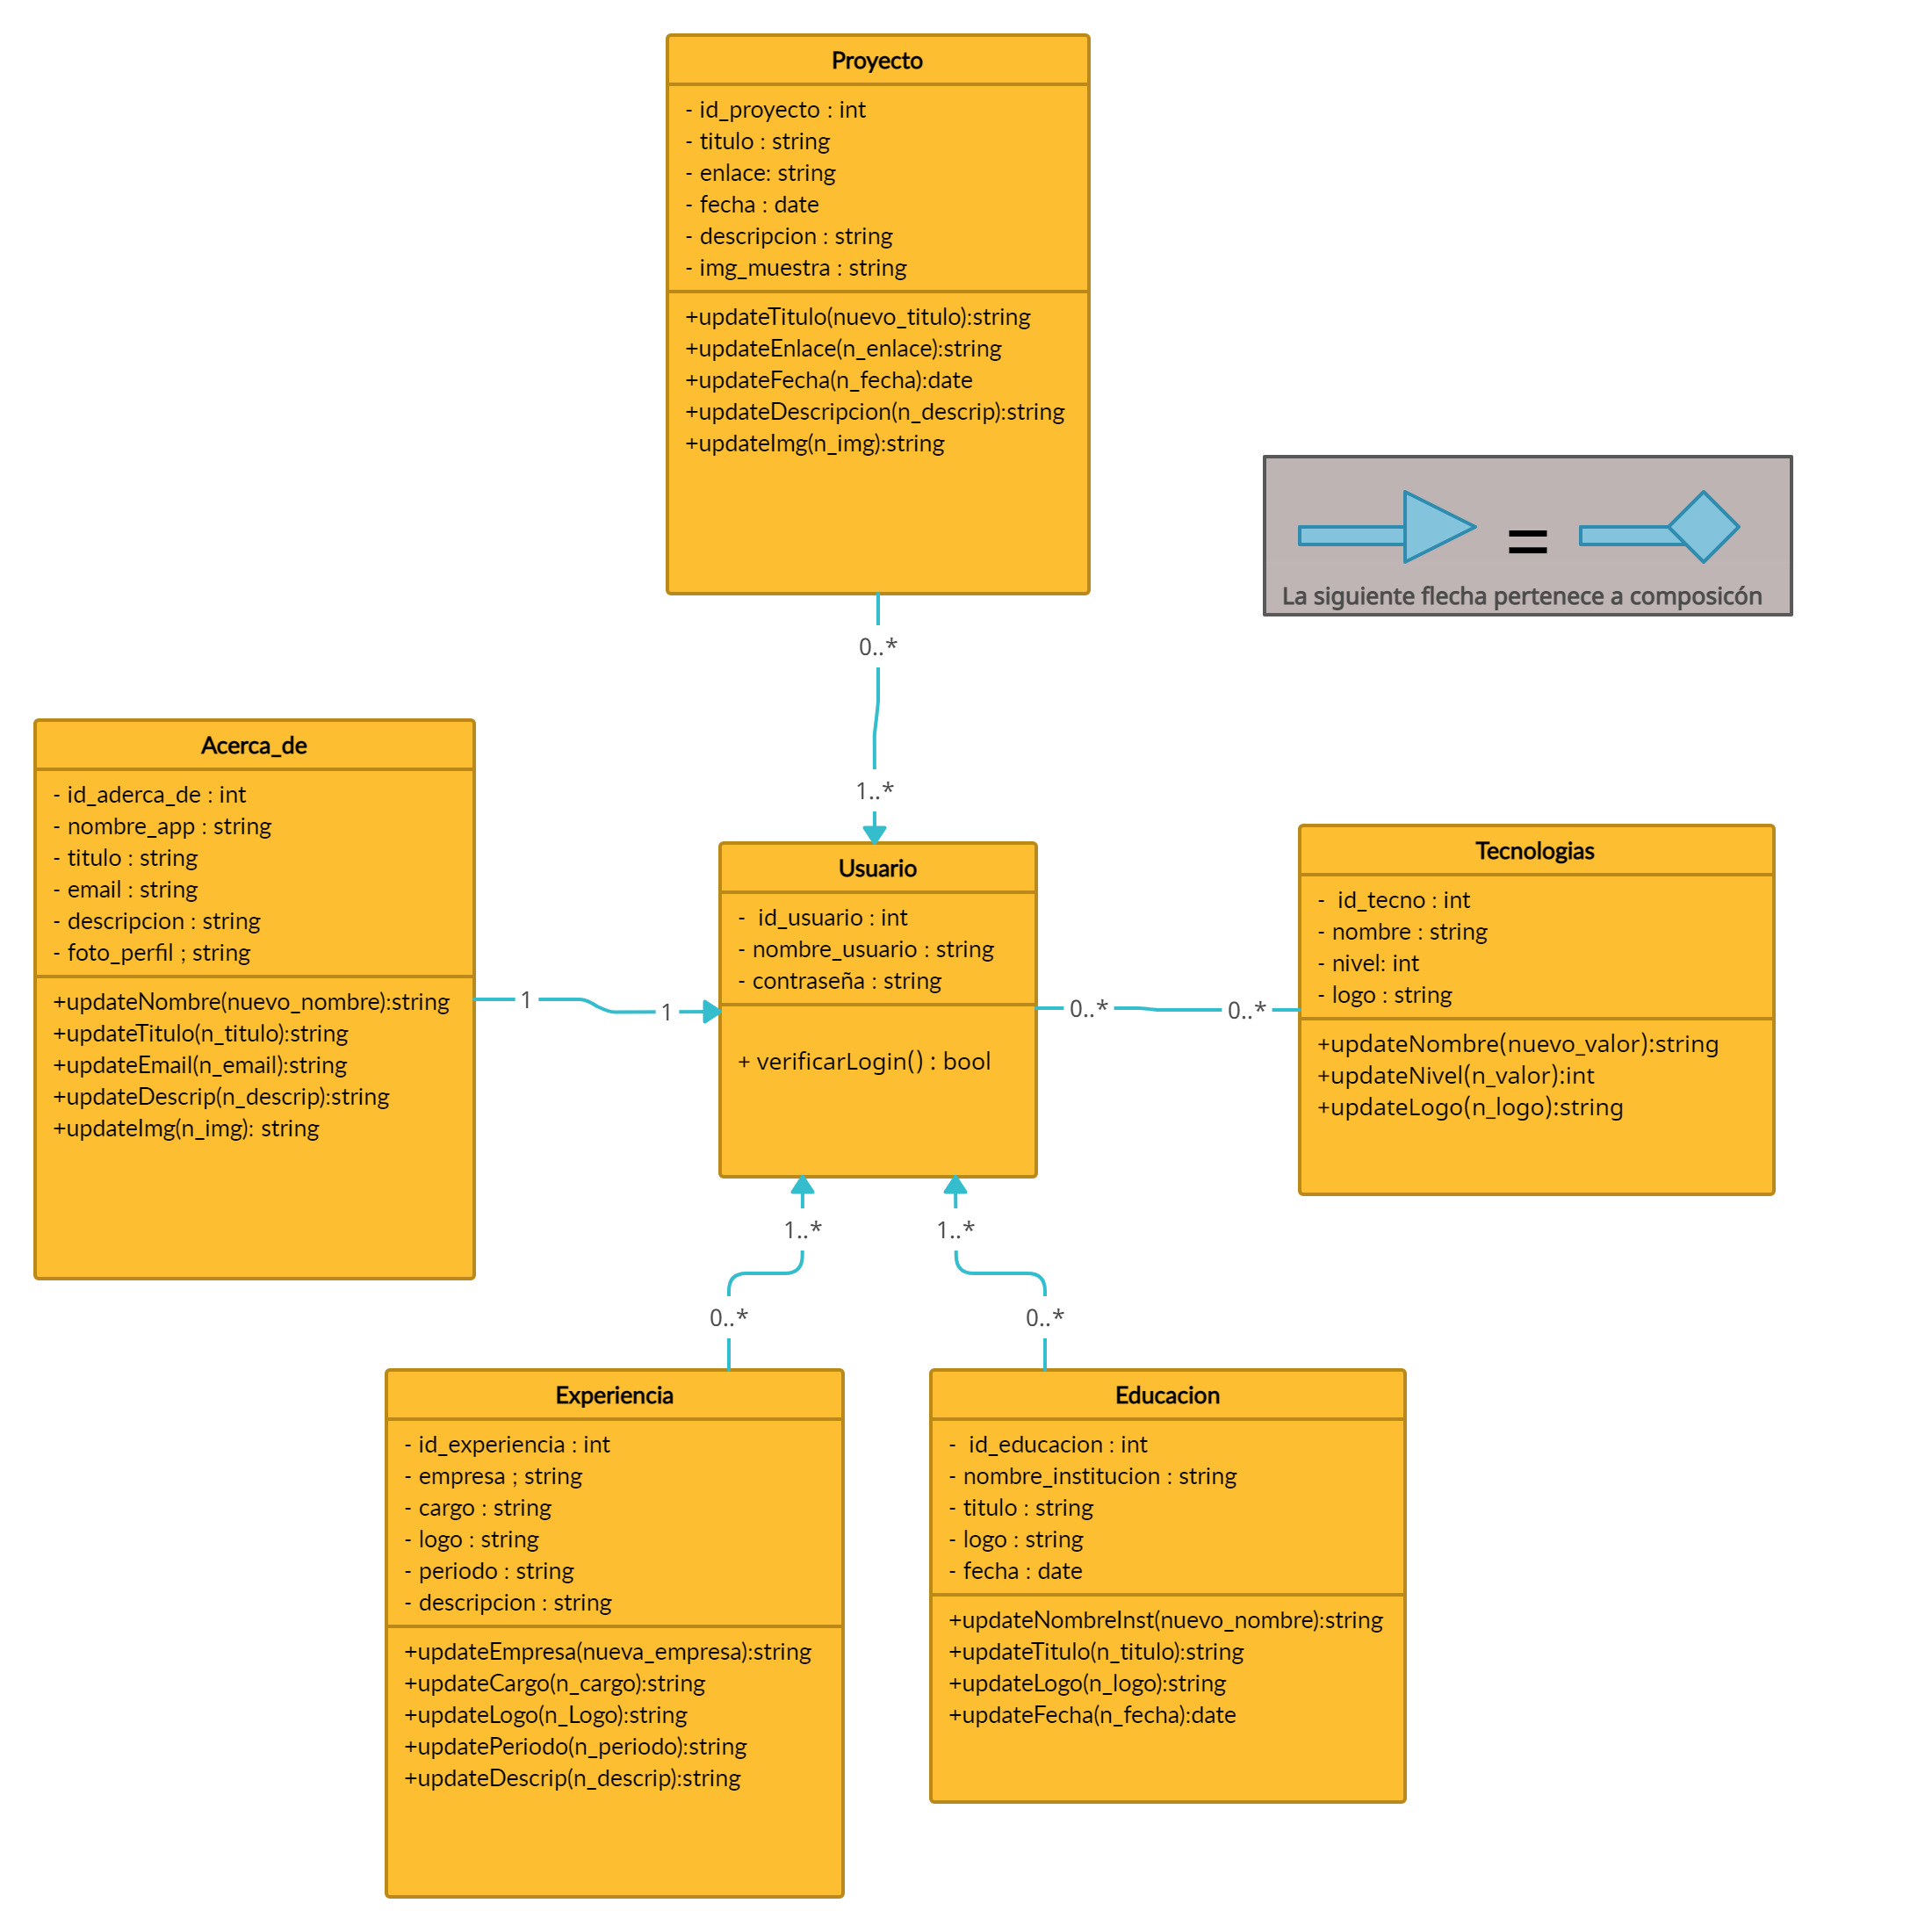 Proyecto
- id_proyecto : int
- titulo : string
- enlace: string
- fecha : date
- descripcion : string
- img_muestra : string
+updateTitulo(nuevo_titulo):string
+updateEnlace(n_enlace):string
+updateFecha(n_fecha):date
+updateDescripcion(n_descrip):string
+updateImg(n_img):string
=
La siguiente flecha pertenece a composicón
0..*
1..*
Acerca_de
- id_aderca_de : int
- nombre_app : string
- titulo : string
- email : string
- descripcion : string
- foto_perfil ; string
+updateNombre(nuevo_nombre):string
+updateTitulo(n_titulo):string
+updateEmail(n_email):string
+updateDescrip(n_descrip):string
+updateImg(n_img): string
1
1
Usuario
- id_usuario : int
- nombre_usuario : string
- contraseña : string
+ verificarLogin() : bool
0..*
0..*
Tecnologias
- id_tecno : int
- nombre : string
- nivel: int
- logo : string
+updateNombre(nuevo_valor):string
+updateNivel(n_valor):int
+updateLogo(n_logo):string
1..*
1..*
0..*
0..*
Experiencia
- id_experiencia : int
- empresa ; string
- cargo : string
- logo : string
- periodo : string
- descripcion : string
+updateEmpresa(nueva_empresa):string
+updateCargo(n_cargo):string
+updateLogo(n_Logo):string
+updatePeriodo(n_periodo):string
+updateDescrip(n_descrip):string
Educacion
- id_educacion : int
- nombre_institucion : string
- titulo : string
- logo : string
- fecha : date
+updateNombreInst(nuevo_nombre):string
+updateTitulo(n_titulo):string
+updateLogo(n_logo):string
+updateFecha(n_fecha):date